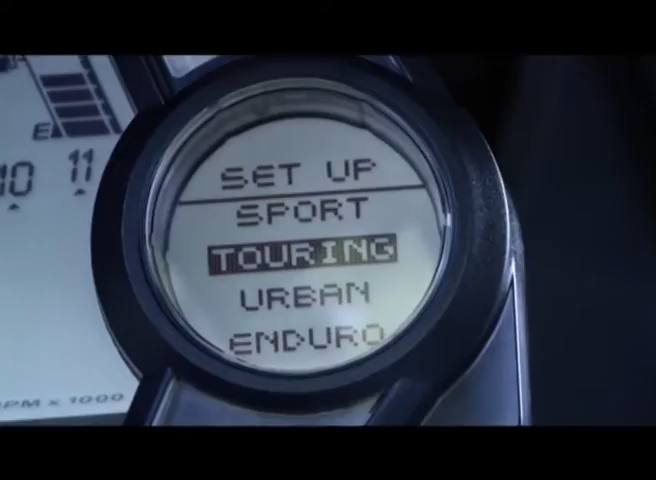 E
10 11
SET UP
SPORT
TOURING
URBAN
ENDURO
RPM x 1000